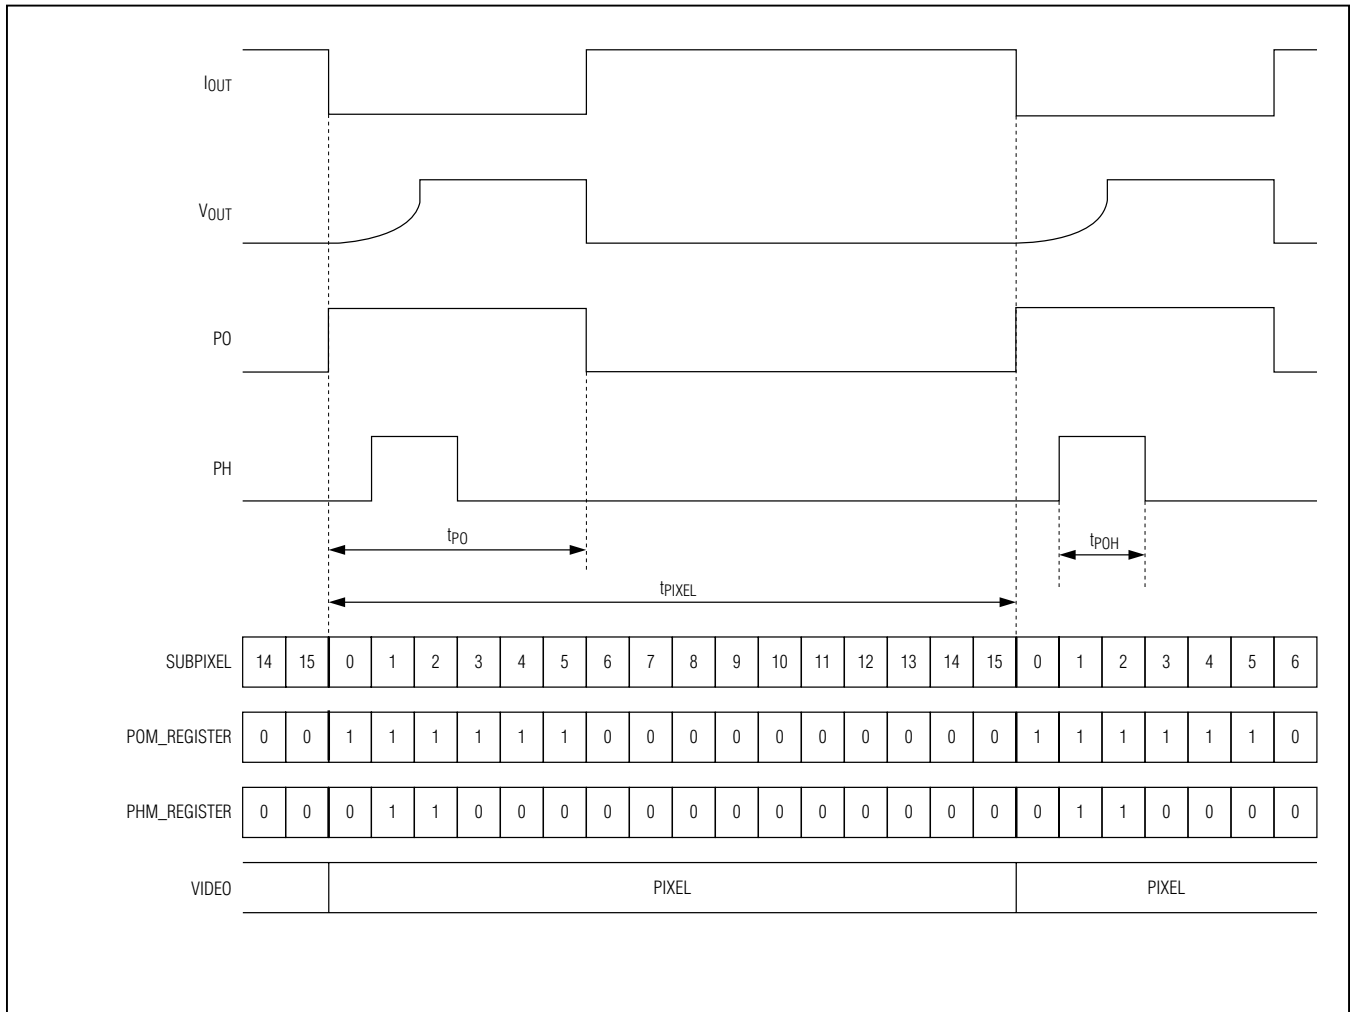 IOUT
VOUT
PO
PH
tPO
tPOH
tPIXEL
SUBPIXEL 14 15 0 1 2 3 4 5 6 7 8 9 10 11 12 13 14 15 0 1 2 3 4 5 6
POM_REGISTER 0 0 1 1 1 1 1 1 0 0 0 0 0 0 0 0 0 0 1 1 1 1 1 1 0
PHM_REGISTER 0 0 0 1 1 0 0 0 0 0 0 0 0 0 0 0 0 0 0 1 1 0 0 0 0
VIDEO PIXEL PIXEL